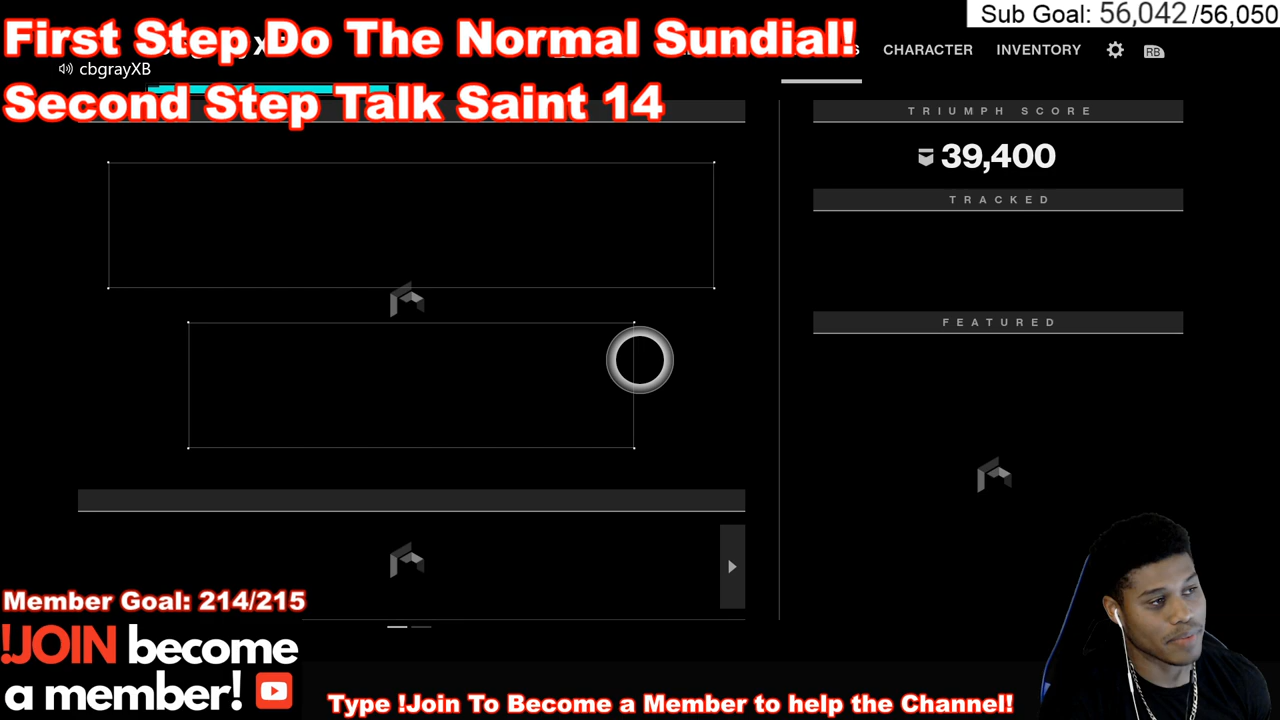 First Step Do The Normal Sundial!
Sub Goal: 56,042 /56,050
CHARACTER
INVENTORY
RB
cbgrayXB
Second Step Talk Saint 14
TRIUMPH SCORE
39,400
TRACKED
FEATURED
Member Goal: 214/215
!JOIN become
a member!
Type !Join To Become a Member to help the Channel!